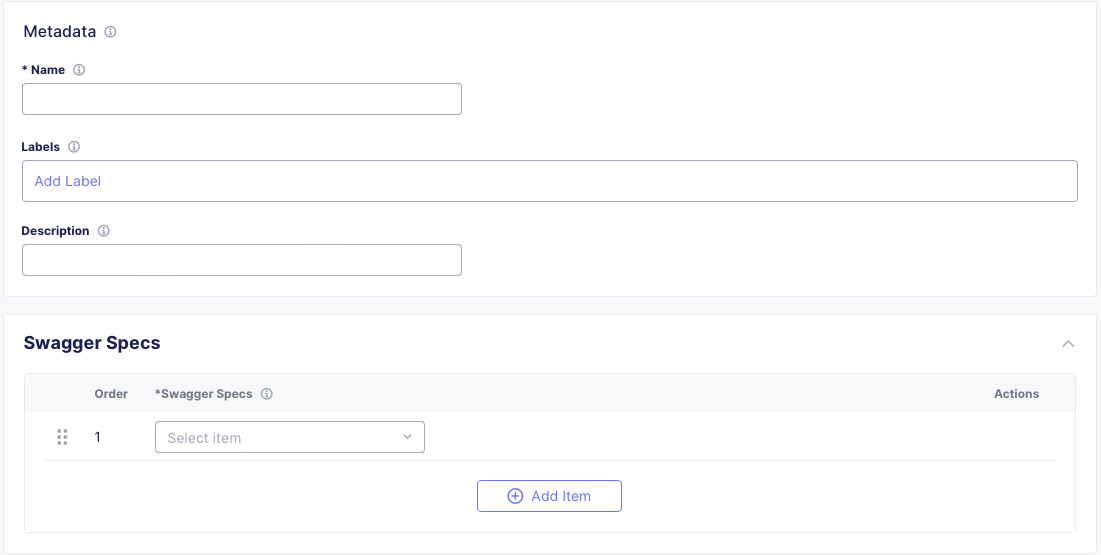 Metadata
* Name
Labels
Add Label
Description
Swagger Specs
Order *Swagger Specs Actions
1 Select item
Add Item